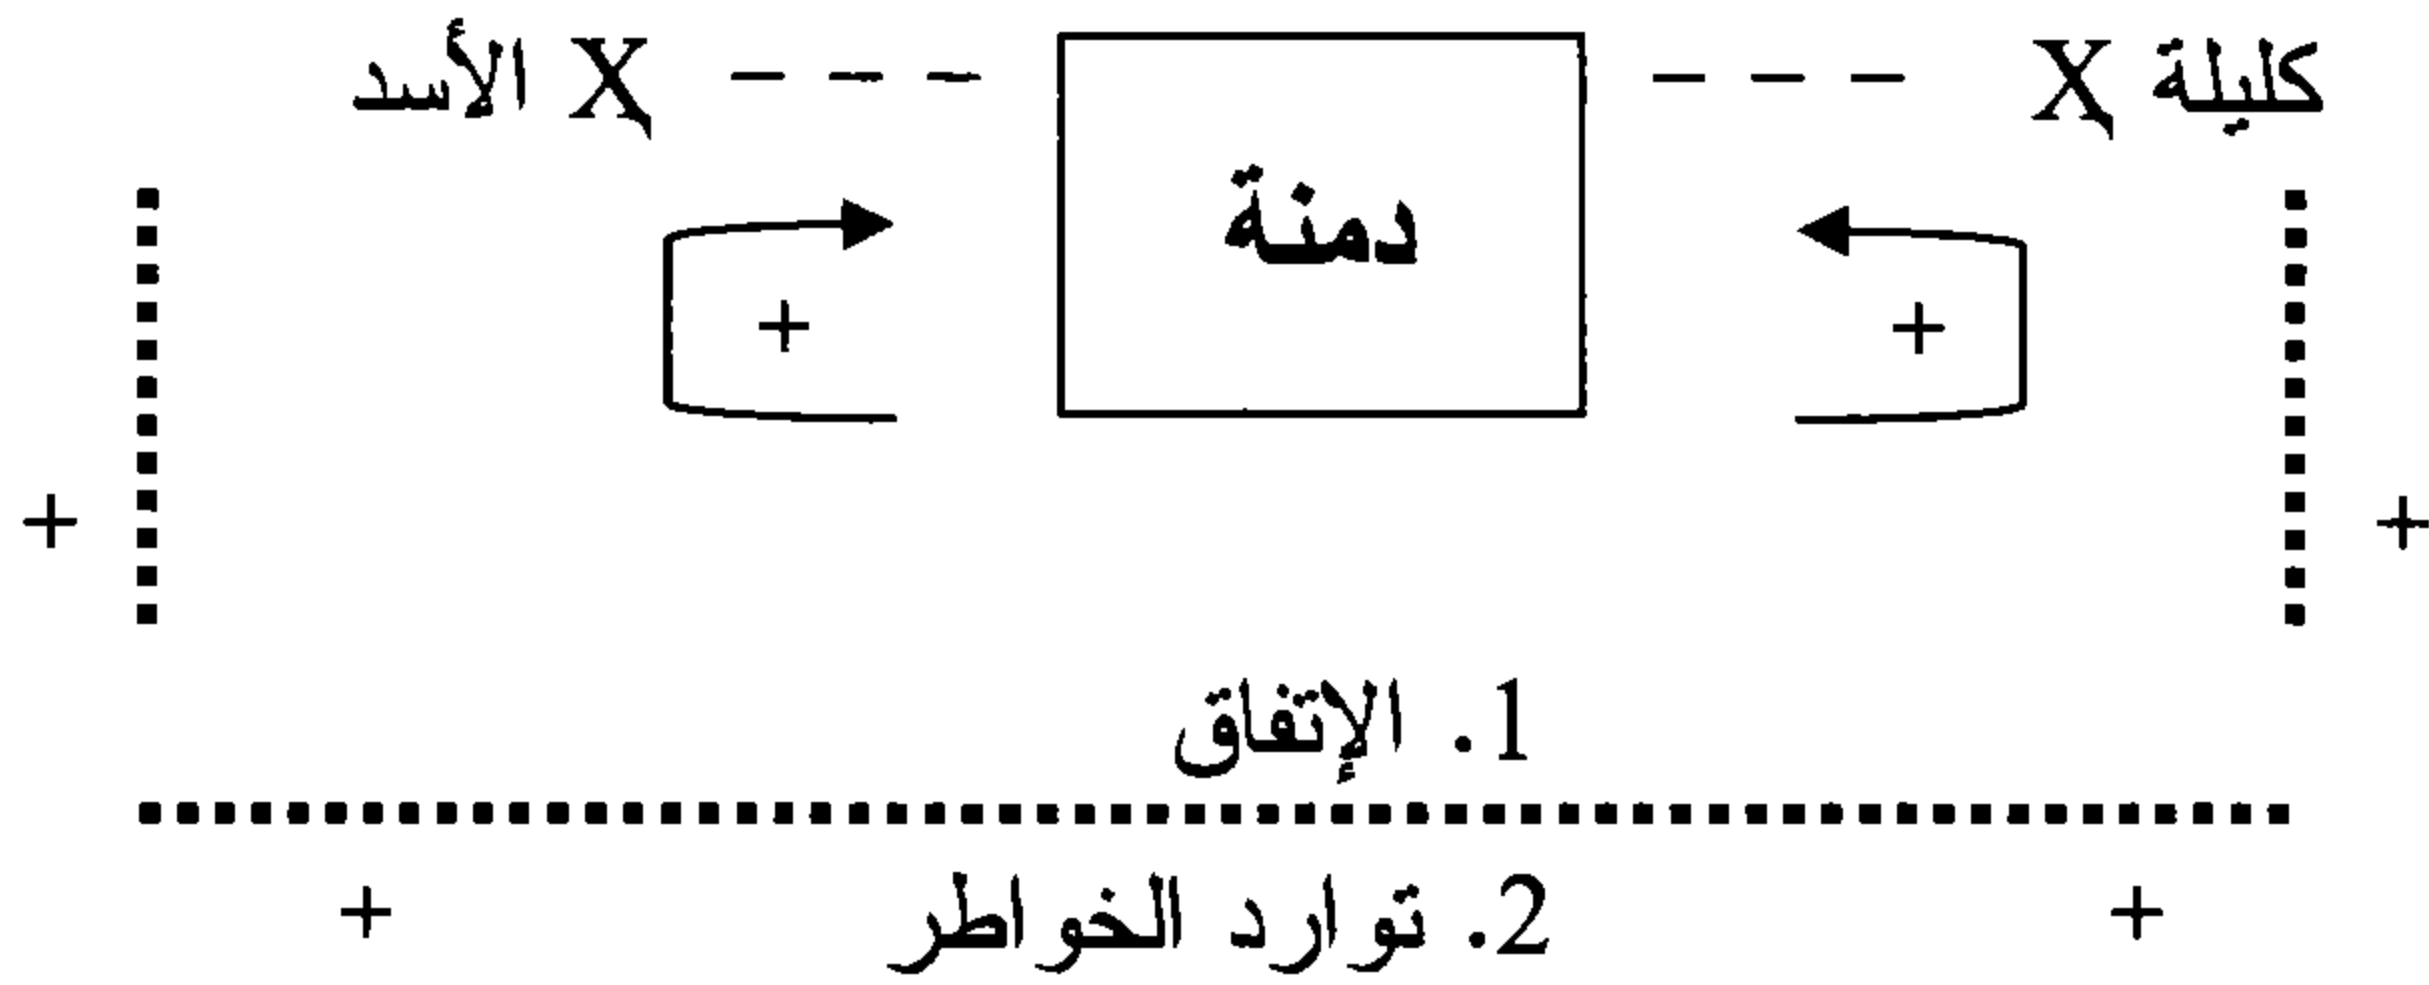 كليلة X - - - - - - X الأسد
دمنة
+ +
+ +
1. الإتفاق
2. توارد الخواطر
+ +